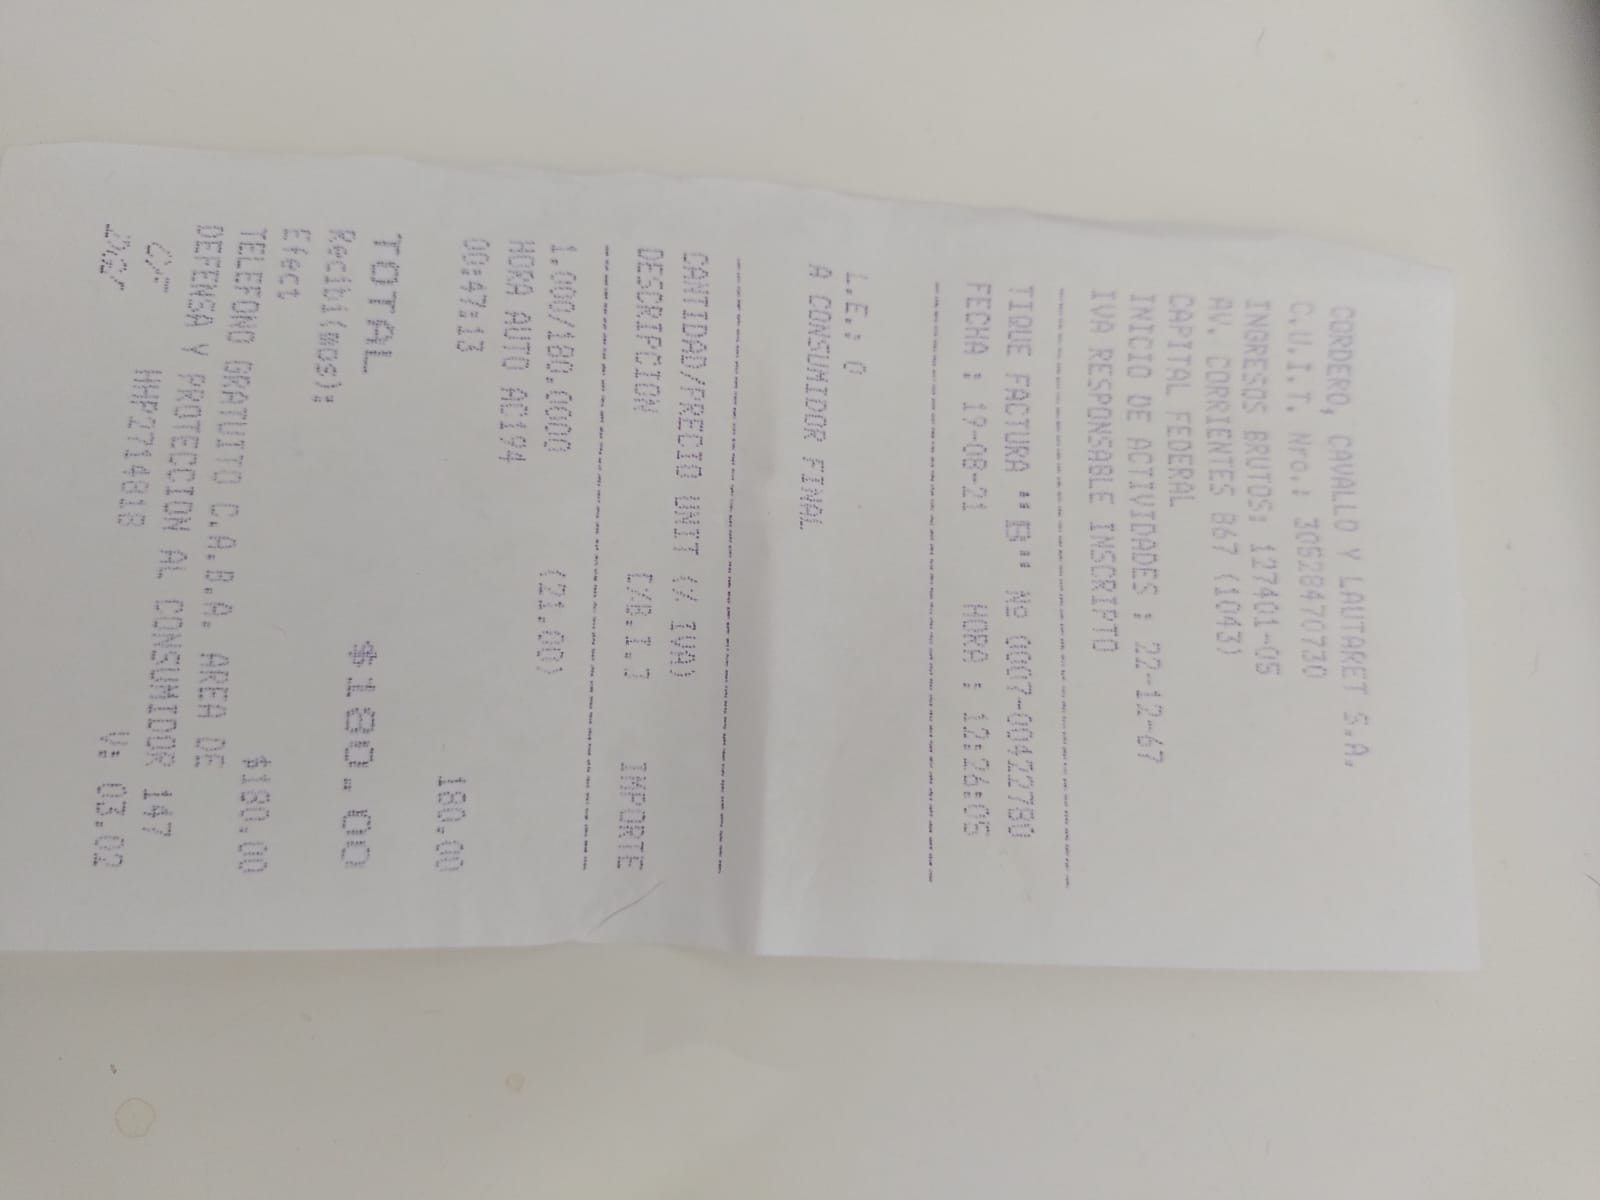 CORDERO, CAVALLO Y LAUTARET S.A.
C.U.I.T. Nro.: 30528470730
INGRESOS BRUTOS: 127401-05
AV. CORRIENTES 867 (1043)
CAPITAL FEDERAL
INICIO DE ACTIVIDADES : 22-12-67
IVA RESPONSABLE INSCRIPTO
TIQUE FACTURA "B" Nº 0007-00422780
FECHA : 19-08-21 HORA : 12:26:05
L.E.: 0
A CONSUMIDOR FINAL
CANTIDAD/PRECIO UNIT (% IVA)
DESCRIPCION [%B.I.] IMPORTE
1.000/180.0000 (21.00)
HORA AUTO AC194
00:47:13 180.00
TOTAL $180.00
Recibi(mos):
Efect $180.00
TELEFONO GRATUITO C.A.B.A. AREA DE
DEFENSA Y PROTECCION AL CONSUMIDOR 147
CF HHP2714818 V: 03.02
DGI